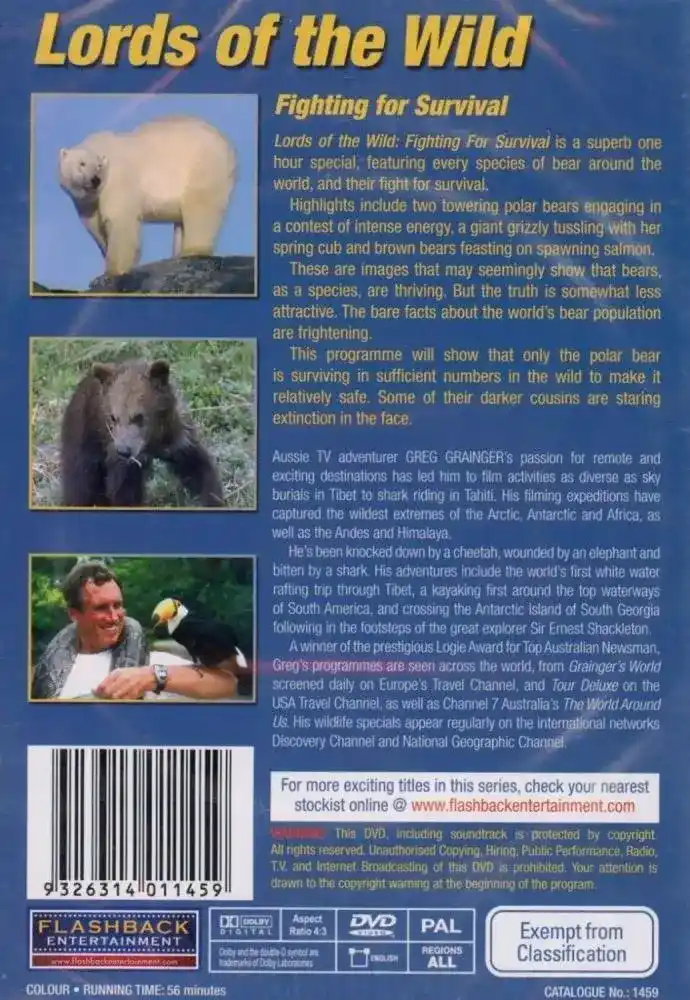 Lords of the Wild
Fighting for Survival
Lords of the Wild: Fighting For Survival is a superb one
hour special, featuring every species of bear around the
world, and their fight for survival.
Highlights include two towering polar bears engaging in
a contest of intense energy, a giant grizzly tussling with her
spring cub and brown bears feasting on spawning salmon.
These are images that may seemingly show that bears,
as a species, are thriving. But the truth is somewhat less
attractive. The bare facts about the world's bear population
are frightening.
This programme will show that only the polar bear
is surviving in sufficient numbers in the wild to make it
relatively safe. Some of their darker cousins are staring
extinction in the face.
Aussie TV adventurer GREG GRAINGER's passion for remote and
exciting destinations has led him to film activities as diverse as sky
burials in Tibet to shark riding in Tahiti. His filming expeditions have
captured the wildest extremes of the Arctic, Antarctic and Africa, as
well as the Andes and Himalaya.
He's been knocked down by a cheetah, wounded by an elephant and
bitten by a shark. His adventures include the world's first white water
rafting trip through Tibet, a kayaking first around the top waterways
of South America, and crossing the Antarctic island of South Georgia
following in the footsteps of the great explorer Sir Ernest Shackleton.
A winner of the prestigious Logie Award for Top Australian Newsman,
Greg's programmes are seen across the world, from Grainger's World
screened daily on Europe's Travel Channel, and Tour Deluxe on the
USA Travel Channel, as well as Channel 7 Australia's The World Around
Us. His wildlife specials appear regularly on the international networks
Discovery Channel and National Geographic Channel.
For more exciting titles in this series, check your nearest
stockist online @ www.flashbackentertainment.com
WARNING: This DVD, including soundtrack is protected by copyright.
All rights reserved. Unauthorised Copying, Hiring, Public Performance, Radio,
T.V. and Internet Broadcasting of this DVD is prohibited. Your attention is
drawn to the copyright warning at the beginning of the program.
9 326314 011459
FLASHBACK
ENTERTAINMENT
www.flashbackentertainment.com
DOLBY
DIGITAL
Aspect
Ratio 4:3
DVD
VIDEO
PAL
Dolby and the double-D symbol are
trademarks of Dolby Laboratories
ENGLISH
REGIONS
ALL
Exempt from
Classification
COLOUR • RUNNING TIME: 56 minutes
CATALOGUE No.: 1459